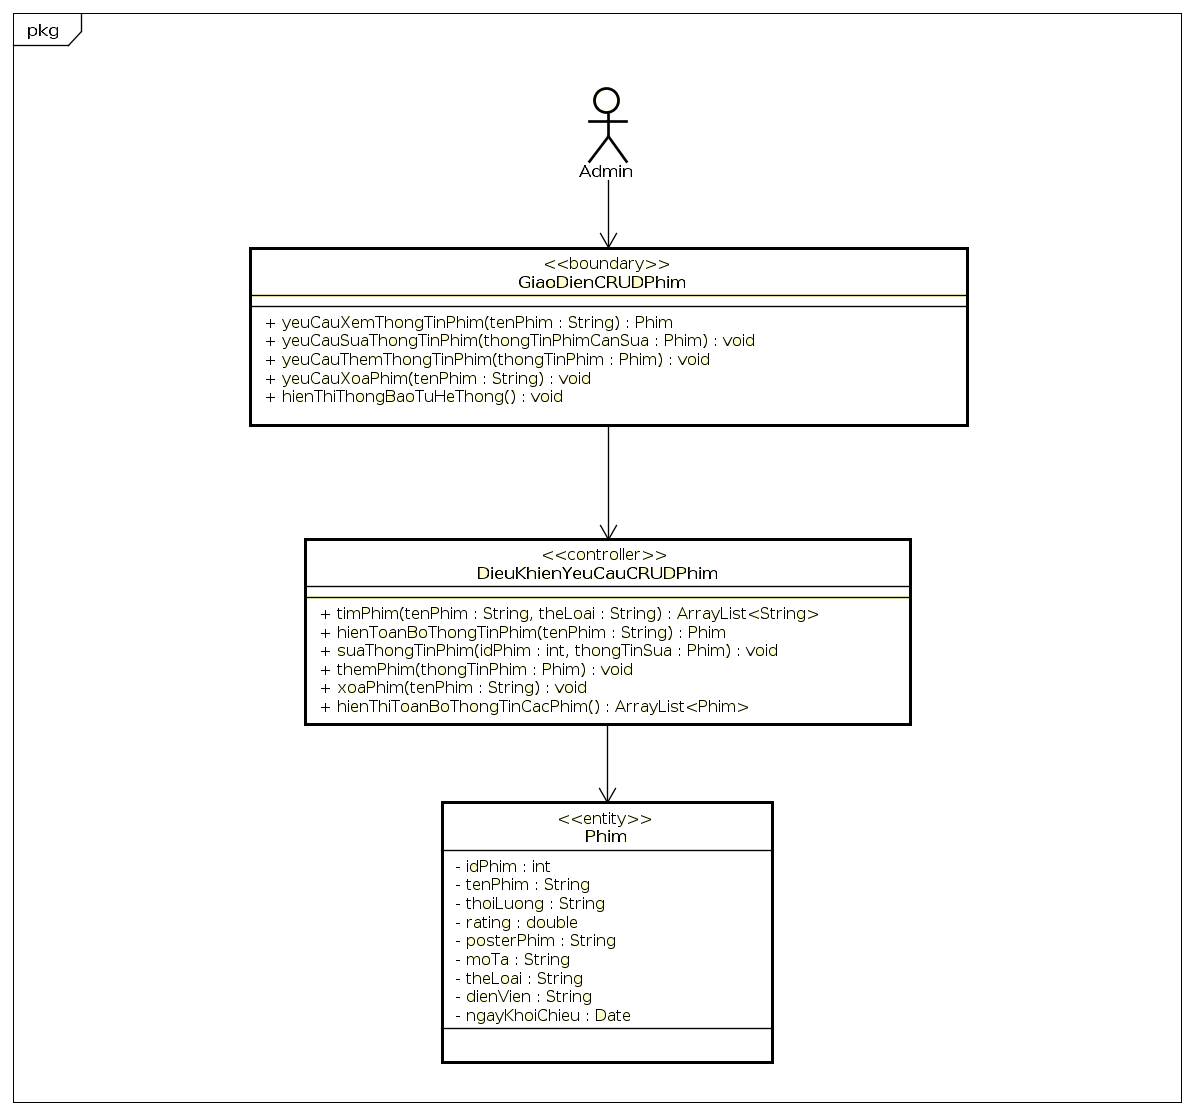 pkg
Admin
<<boundary>>
GiaoDienCRUDPhim
+ yeuCauXemThongTinPhim(tenPhim : String) : Phim
+ yeuCauSuaThongTinPhim(thongTinPhimCanSua : Phim) : void
+ yeuCauThemThongTinPhim(thongTinPhim : Phim) : void
+ yeuCauXoaPhim(tenPhim : String) : void
+ hienThiThongBaoTuHeThong() : void
<<controller>>
DieuKhienYeuCauCRUDPhim
+ timPhim(tenPhim : String, theLoai : String) : ArrayList<String>
+ hienToanBoThongTinPhim(tenPhim : String) : Phim
+ suaThongTinPhim(idPhim : int, thongTinSua : Phim) : void
+ themPhim(thongTinPhim : Phim) : void
+ xoaPhim(tenPhim : String) : void
+ hienThiToanBoThongTinCacPhim() : ArrayList<Phim>
<<entity>>
Phim
- idPhim : int
- tenPhim : String
- thoiLuong : String
- rating : double
- posterPhim : String
- moTa : String
- theLoai : String
- dienVien : String
- ngayKhoiChieu : Date